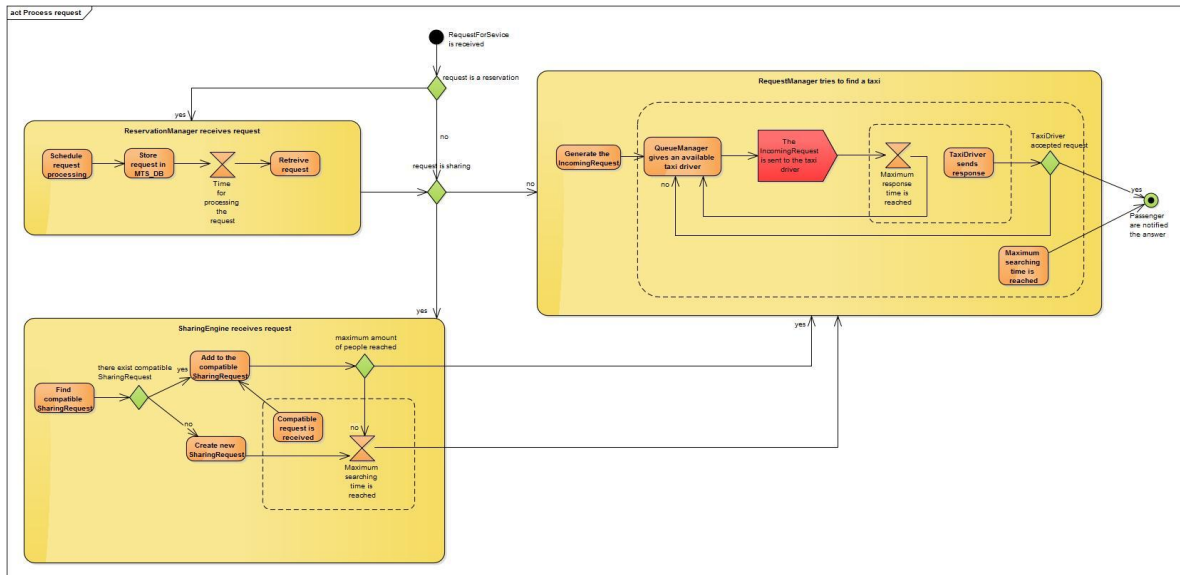 act Process request
RequestForSevice
is received
request is a reservation
yes
no
ReservationManager receives request
Schedule
request
processing
Store
request in
MTS_DB
Time
for
processing
the
request
Retreive
request
request is sharing
no
yes
RequestManager tries to find a taxi
Generate the
IncomingRequest
QueueManager
gives an available
taxi driver
no
The
IncomingRequest
is sent to the taxi
driver
Maximum
response
time is
reached
TaxiDriver
sends
response
TaxiDriver
accepted request
yes
Passenger
are notified
the answer
Maximum
searching
time is
reached
SharingEngine receives request
Find
compatible
SharingRequest
there exist compatible
SharingRequest
yes
no
Add to the
compatible
SharingRequest
Create new
SharingRequest
Compatible
request is
received
maximum amount
of people reached
yes
no
Maximum
searching
time is
reached